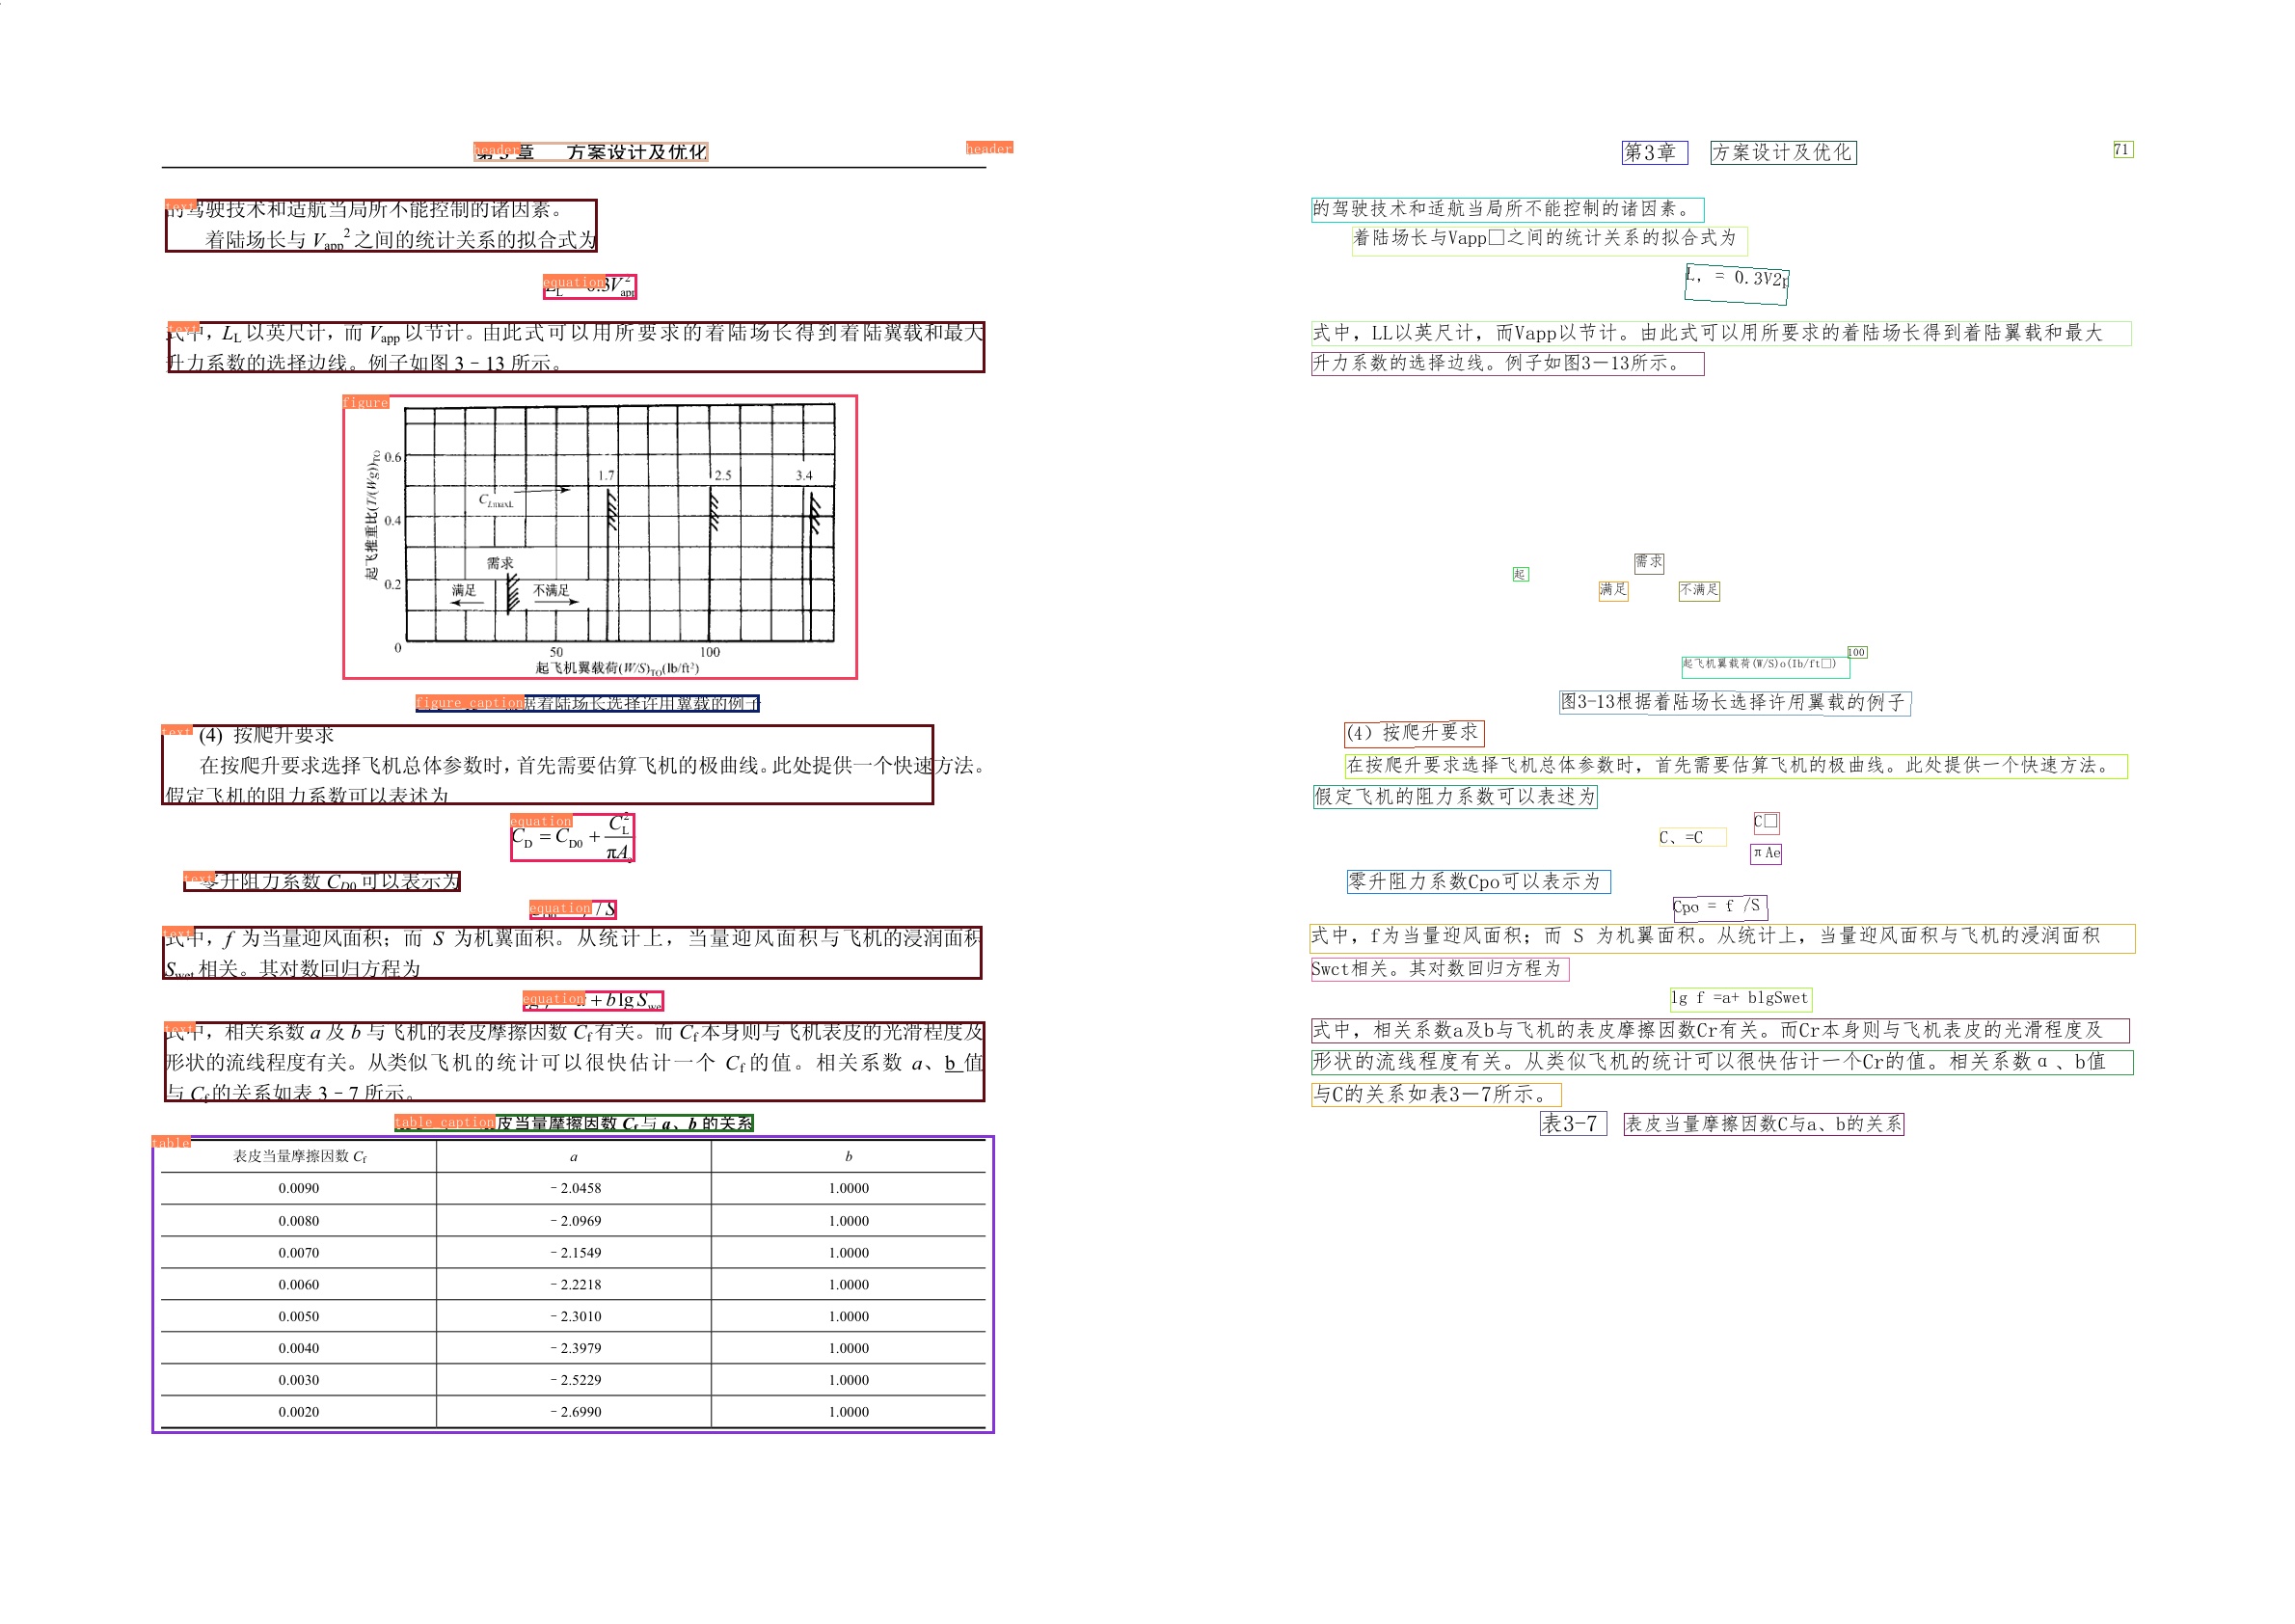 header 章 方案设计及优化 header
text 的驾驶技术和适航当局所不能控制的诸因素。
着陆场长与 Vapp² 之间的统计关系的拟合式为
equation 0.3V²app
text 式中, LL 以英尺计, 而 Vapp 以节计。由此式可以用所要求的着陆场长得到着陆翼载和最大
升力系数的选择边线。例子如图 3-13 所示。
figure
起飞推重比(T/(Wg))TO
0.6
0.4
0.2
0
1.7 2.5 3.4
CLmaxL
需求
满足 不满足
50 100
起飞机翼载荷(W/S)TO(lb/ft²)
figure_caption 据着陆场长选择许用翼载的例子
text (4) 按爬升要求
在按爬升要求选择飞机总体参数时, 首先需要估算飞机的极曲线。此处提供一个快速方法。
假定飞机的阻力系数可以表述为
equation
CD = CD0 + C²L / πA
text 零升阻力系数 CD0 可以表示为
equation / S
text 式中, f 为当量迎风面积; 而 S 为机翼面积。从统计上, 当量迎风面积与飞机的浸润面积
Swet 相关。其对数回归方程为
equation + b lg Swe
text 式中, 相关系数 a 及 b 与飞机的表皮摩擦因数 Cf 有关。而 Cf 本身则与飞机表皮的光滑程度及
形状的流线程度有关。从类似飞机的统计可以很快估计一个 Cf 的值。相关系数 a、b 值
与 Cf 的关系如表 3-7 所示。
table_caption 皮当量摩擦因数 Cf 与 a、b 的关系
table
表皮当量摩擦因数 Cf a b
0.0090 -2.0458 1.0000
0.0080 -2.0969 1.0000
0.0070 -2.1549 1.0000
0.0060 -2.2218 1.0000
0.0050 -2.3010 1.0000
0.0040 -2.3979 1.0000
0.0030 -2.5229 1.0000
0.0020 -2.6990 1.0000
第3章 方案设计及优化 71
的驾驶技术和适航当局所不能控制的诸因素。
着陆场长与Vapp□之间的统计关系的拟合式为
L, = 0.3V2p
式中, LL以英尺计, 而Vapp以节计。由此式可以用所要求的着陆场长得到着陆翼载和最大
升力系数的选择边线。例子如图3—13所示。
需求
起
满足 不满足
100
起飞机翼载荷(W/S)o(Ib/ft□)
图3-13根据着陆场长选择许用翼载的例子
(4) 按爬升要求
在按爬升要求选择飞机总体参数时, 首先需要估算飞机的极曲线。此处提供一个快速方法。
假定飞机的阻力系数可以表述为
C□
C、=C
πAe
零升阻力系数Cpo可以表示为
Cpo = f /S
式中, f为当量迎风面积; 而 S 为机翼面积。从统计上, 当量迎风面积与飞机的浸润面积
Swct相关。其对数回归方程为
lg f =a+ blgSwet
式中, 相关系数a及b与飞机的表皮摩擦因数Cr有关。而Cr本身则与飞机表皮的光滑程度及
形状的流线程度有关。从类似飞机的统计可以很快估计一个Cr的值。相关系数α、b值
与C的关系如表3—7所示。
表3-7 表皮当量摩擦因数C与a、b的关系